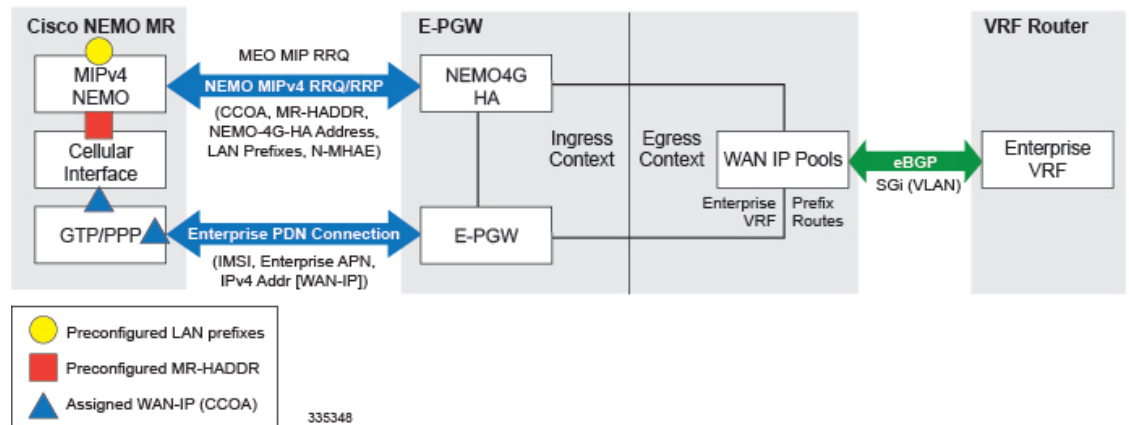 Cisco NEMO MR
E-PGW
VRF Router
MIPv4
NEMO
MEO MIP RRQ
NEMO MIPv4 RRQ/RRP
(CCOA, MR-HADDR,
NEMO-4G-HA Address,
LAN Prefixes, N-MHAE)
NEMO4G
HA
Cellular
Interface
Ingress
Context
Egress
Context
WAN IP Pools
eBGP
SGi (VLAN)
Enterprise
VRF
Enterprise
VRF
Prefix
Routes
GTP/PPP
Enterprise PDN Connection
(IMSI, Enterprise APN,
IPv4 Addr [WAN-IP])
E-PGW
Preconfigured LAN prefixes
Preconfigured MR-HADDR
Assigned WAN-IP (CCOA)
335348